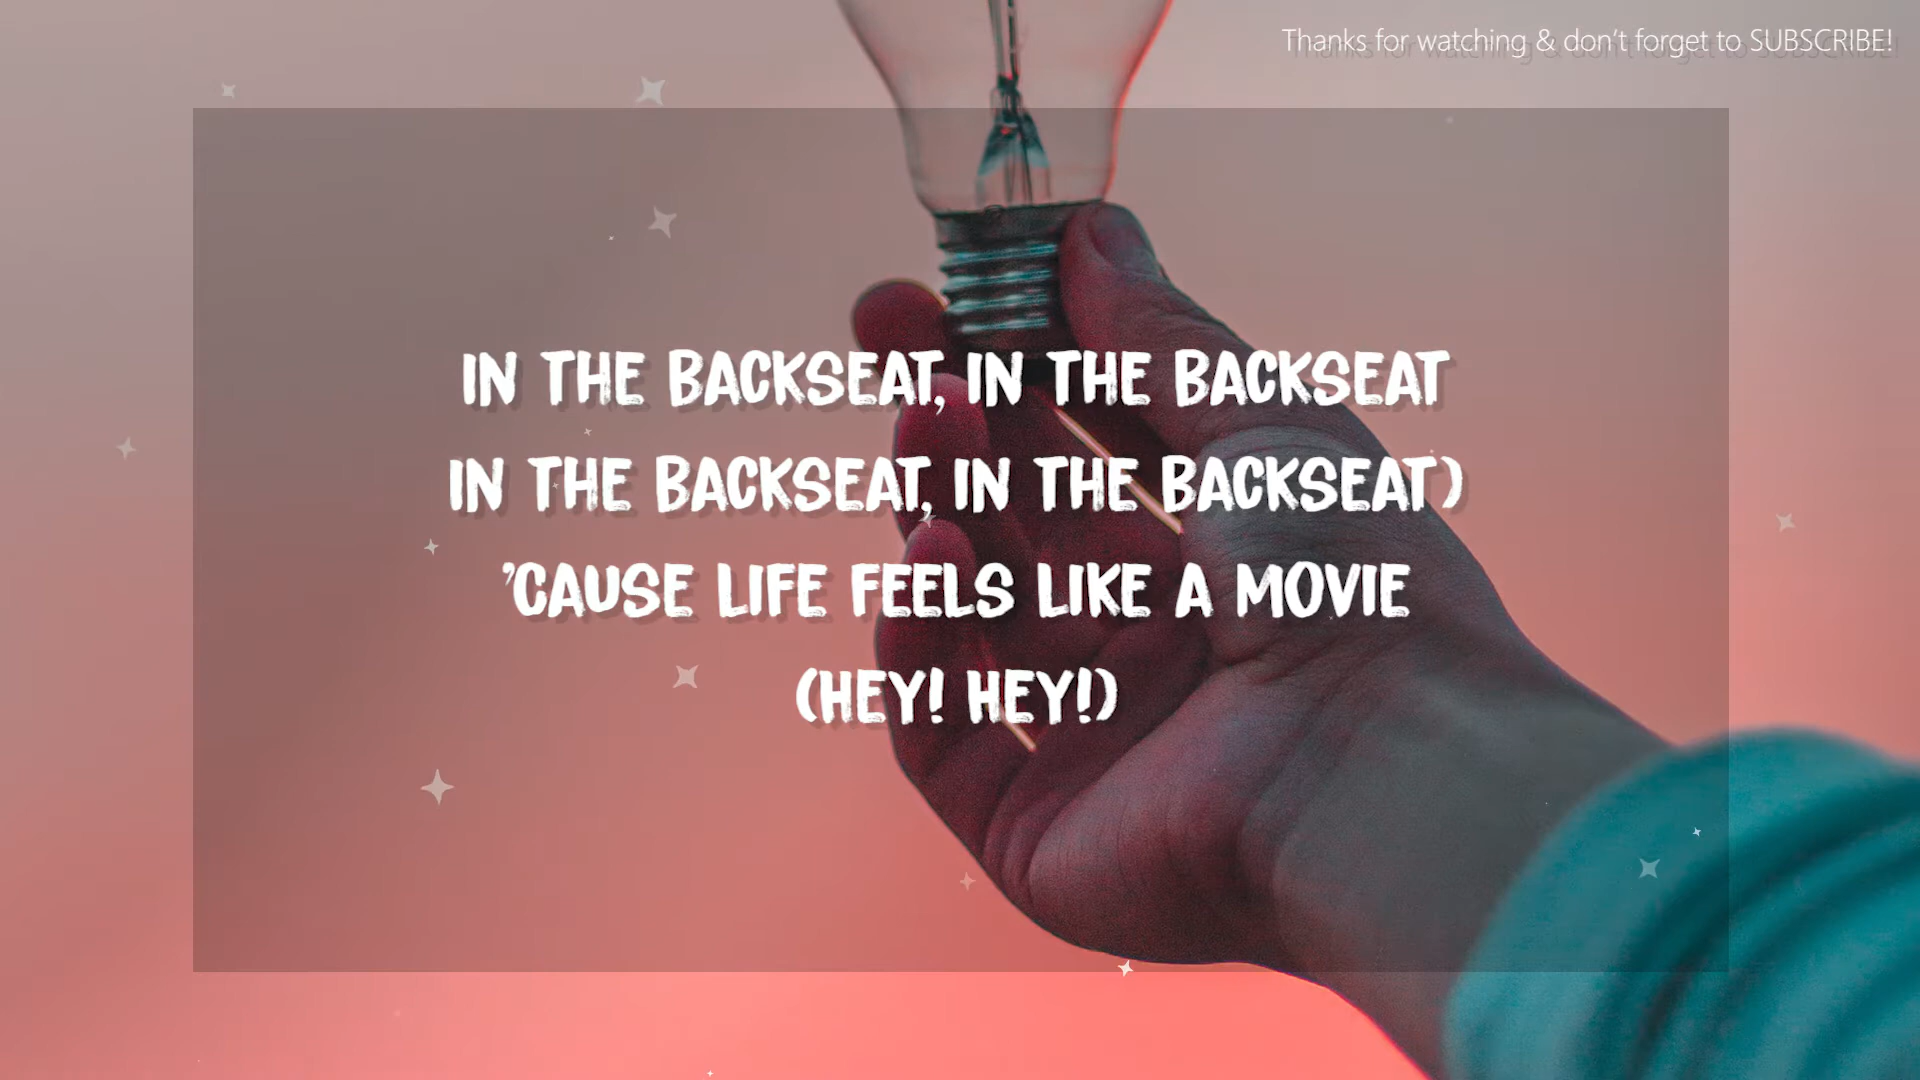 Thanks for watching & don't forget to SUBSCRIBE!
IN THE BACKSEAT, IN THE BACKSEAT
IN THE BACKSEAT, IN THE BACKSEAT)
'CAUSE LIFE FEELS LIKE A MOVIE
(HEY! HEY!)